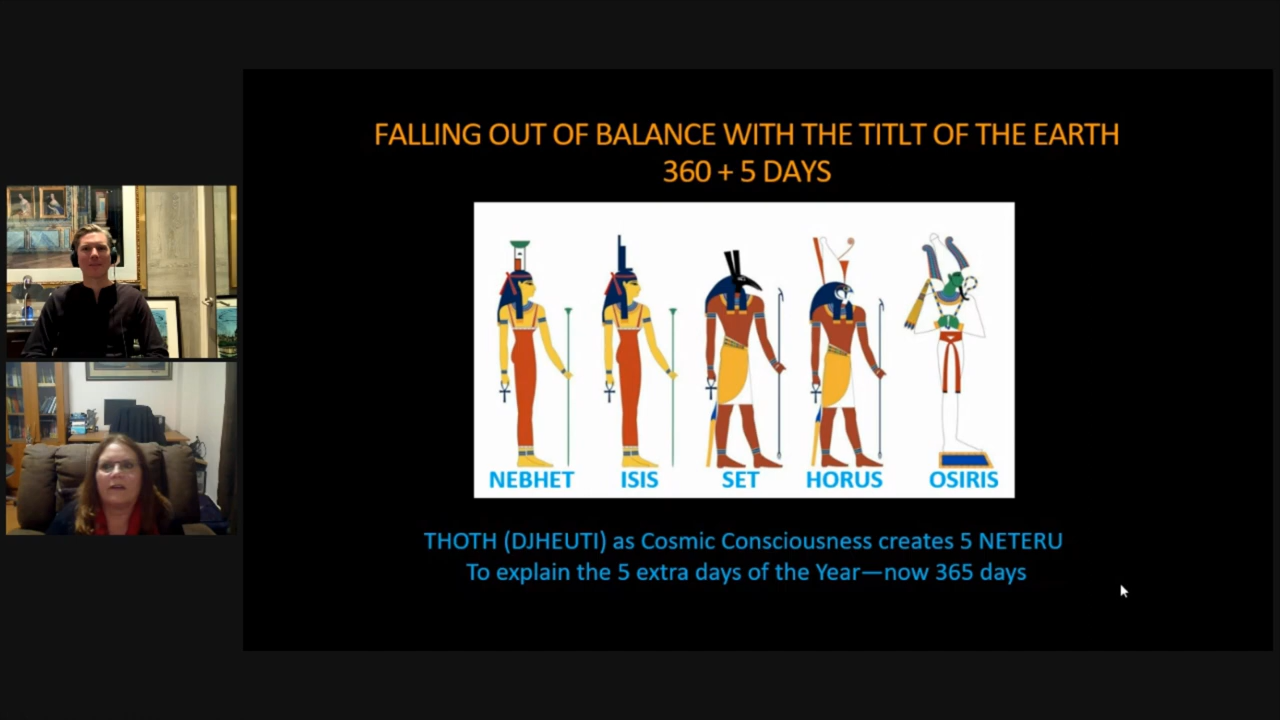 FALLING OUT OF BALANCE WITH THE TITLT OF THE EARTH
360 + 5 DAYS
NEBHET ISIS SET HORUS OSIRIS
THOTH (DJHEUTI) as Cosmic Consciousness creates 5 NETERU
To explain the 5 extra days of the Year—now 365 days